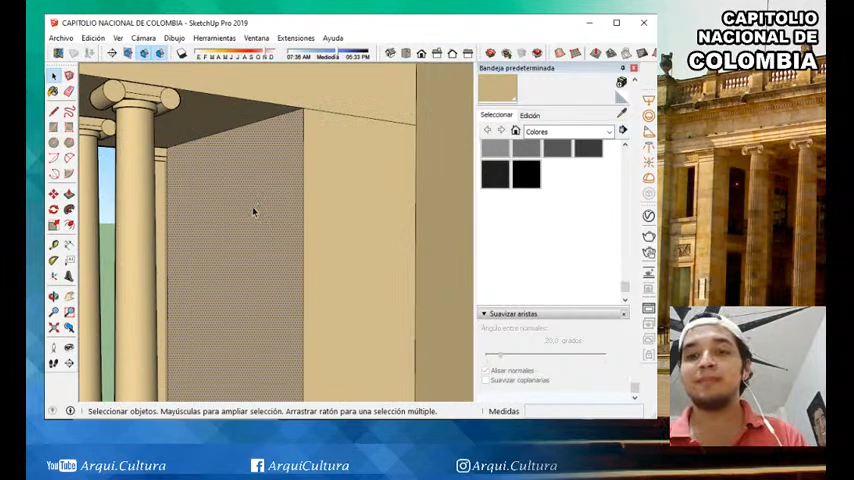 CAPITOLIO NACIONAL DE COLOMBIA - SketchUp Pro 2019
Archivo Edición Ver Cámara Dibujo Herramientas Ventana Extensiones Ayuda
E F M A M J J A S O N D 07:36 AM Mediodía 05:33 PM
Bandeja predeterminada
Seleccionar Edición
Colores
Suavizar aristas
Ángulo entre normales:
20,0 grados
Alisar normales
Suavizar coplanarias
Seleccionar objetos. Mayúsculas para ampliar selección. Arrastrar ratón para una selección múltiple.
Medidas
CAPITOLIO
NACIONAL DE
COLOMBIA
YouTube Arqui.Cultura
ArquiCultura
Arqui.Cultura